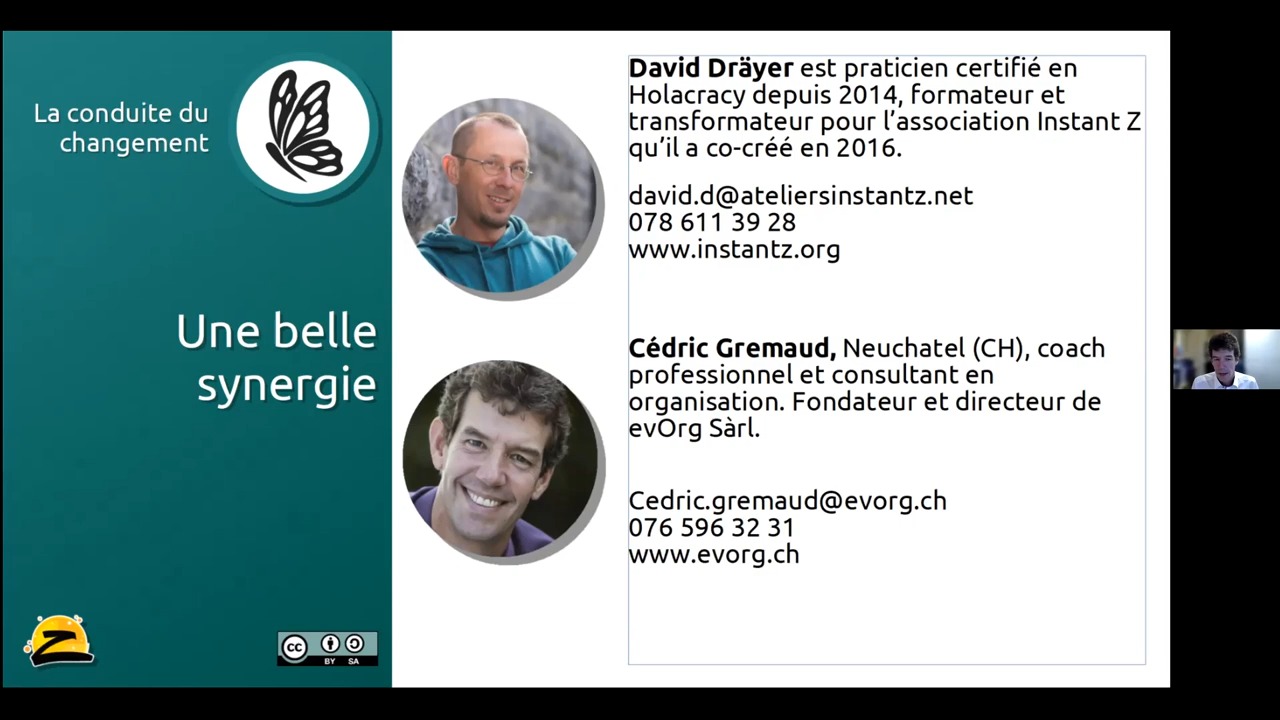 La conduite du
changement
Une belle
synergie
David Dräyer est praticien certifié en
Holacracy depuis 2014, formateur et
transformateur pour l’association Instant Z
qu’il a co-créé en 2016.
david.d@ateliersinstantz.net
078 611 39 28
www.instantz.org
Cédric Gremaud, Neuchatel (CH), coach
professionnel et consultant en
organisation. Fondateur et directeur de
evOrg Sàrl.
Cedric.gremaud@evorg.ch
076 596 32 31
www.evorg.ch
Z
cc
BY SA